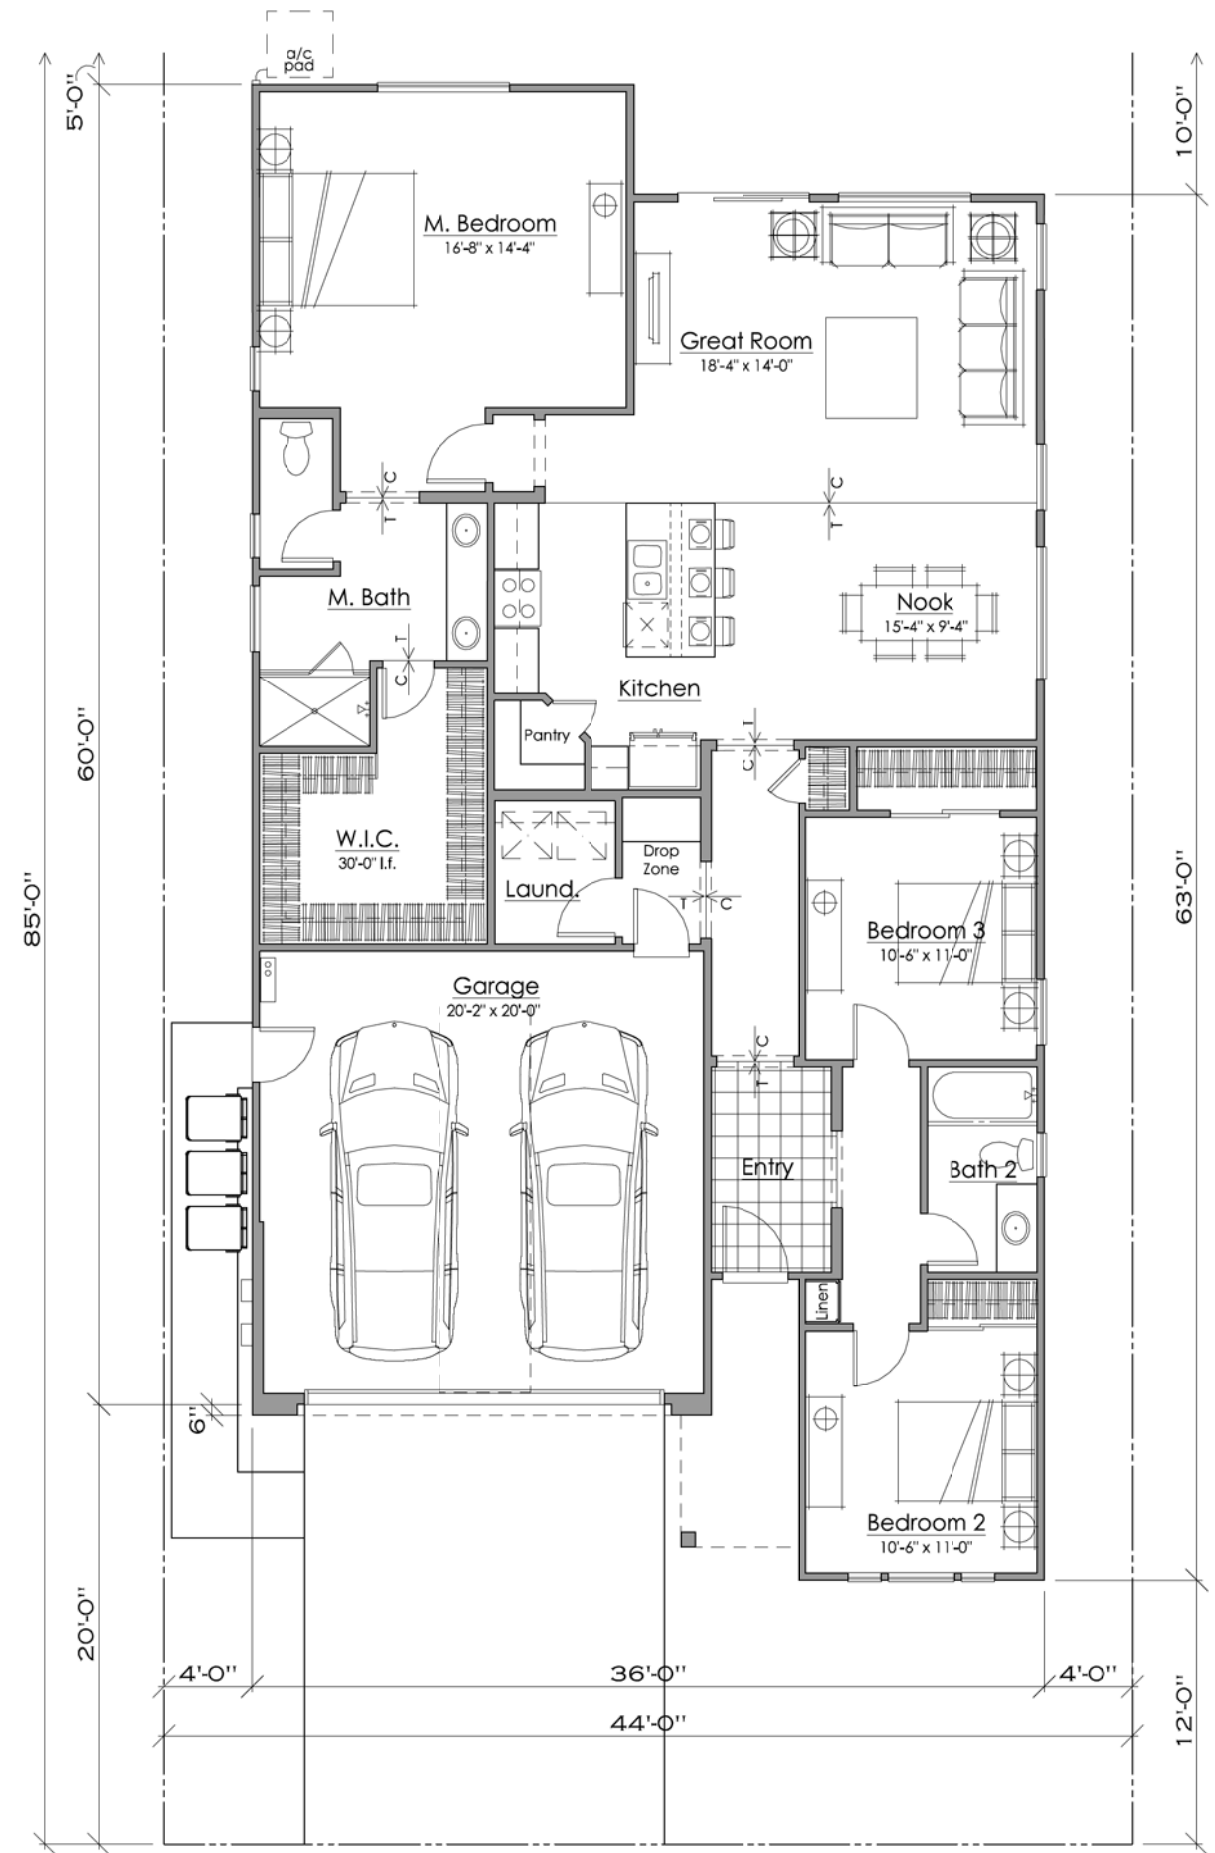 a/c
pad
5'-0"
10'-0"
M. Bedroom
16'-8" x 14'-4"
Great Room
18'-4" x 14'-0"
C
T
C
T
M. Bath
Nook
15'-4" x 9'-4"
T
C
Kitchen
Pantry
T
C
60'-0"
W.I.C.
30'-0" l.f.
Drop
Zone
Laund.
T
C
85'-0"
63'-0"
Bedroom 3
10'-6" x 11'-0"
Garage
20'-2" x 20'-0"
C
T
Entry
Bath 2
Linen
6"
Bedroom 2
10'-6" x 11'-0"
20'-0"
4'-0"
36'-0"
4'-0"
12'-0"
44'-0"